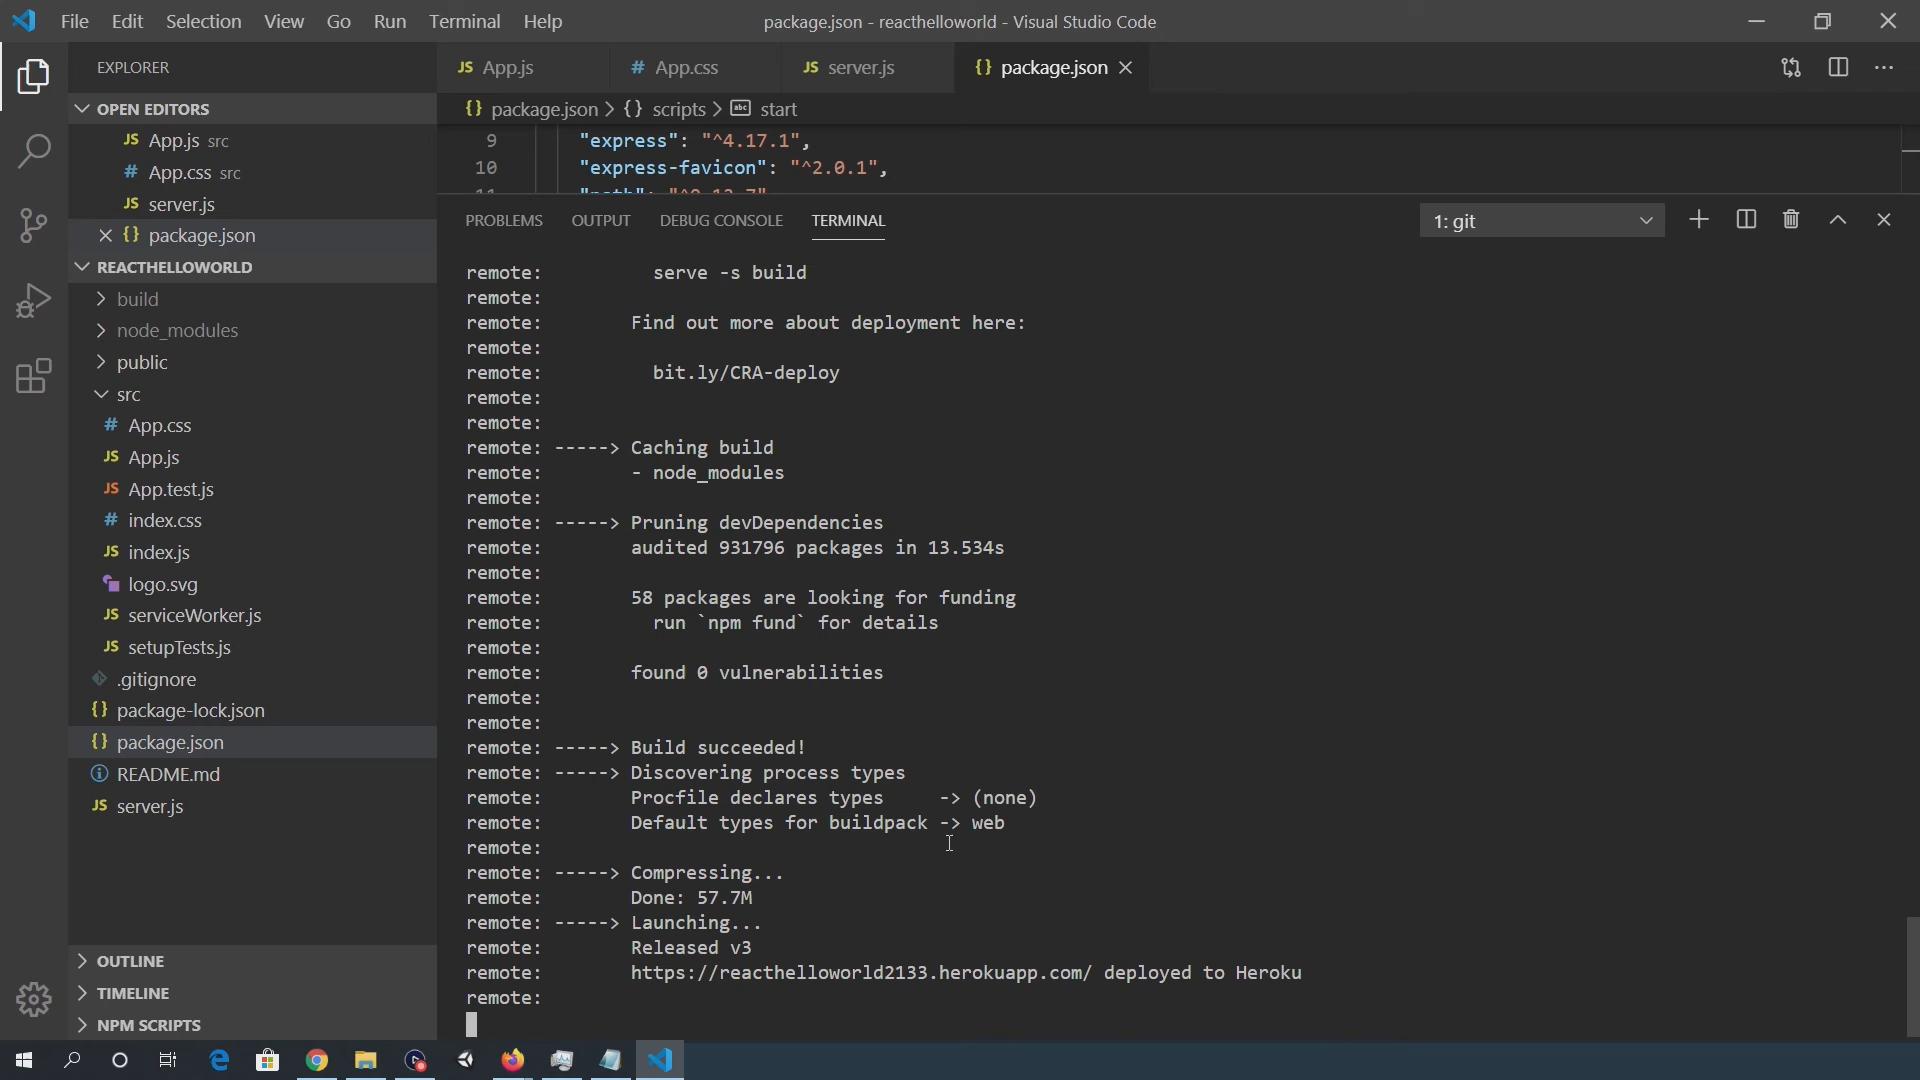 File Edit Selection View Go Run Terminal Help package.json - reacthelloworld - Visual Studio Code
EXPLORER
OPEN EDITORS
JS App.js src
# App.css src
JS server.js
{} package.json
REACTHELLOWORLD
build
node_modules
public
src
# App.css
JS App.js
JS App.test.js
# index.css
JS index.js
logo.svg
JS serviceWorker.js
JS setupTests.js
.gitignore
{} package-lock.json
{} package.json
README.md
JS server.js
OUTLINE
TIMELINE
NPM SCRIPTS
JS App.js # App.css JS server.js {} package.json
{} package.json > {} scripts > abc start
9 "express": "^4.17.1",
10 "express-favicon": "^2.0.1",
PROBLEMS OUTPUT DEBUG CONSOLE TERMINAL 1: git
remote: serve -s build
remote:
remote: Find out more about deployment here:
remote:
remote: bit.ly/CRA-deploy
remote:
remote:
remote: -----> Caching build
remote: - node_modules
remote:
remote: -----> Pruning devDependencies
remote: audited 931796 packages in 13.534s
remote:
remote: 58 packages are looking for funding
remote: run `npm fund` for details
remote:
remote: found 0 vulnerabilities
remote:
remote:
remote: -----> Build succeeded!
remote: -----> Discovering process types
remote: Procfile declares types -> (none)
remote: Default types for buildpack -> web
remote:
remote: -----> Compressing...
remote: Done: 57.7M
remote: -----> Launching...
remote: Released v3
remote: https://reacthelloworld2133.herokuapp.com/ deployed to Heroku
remote: